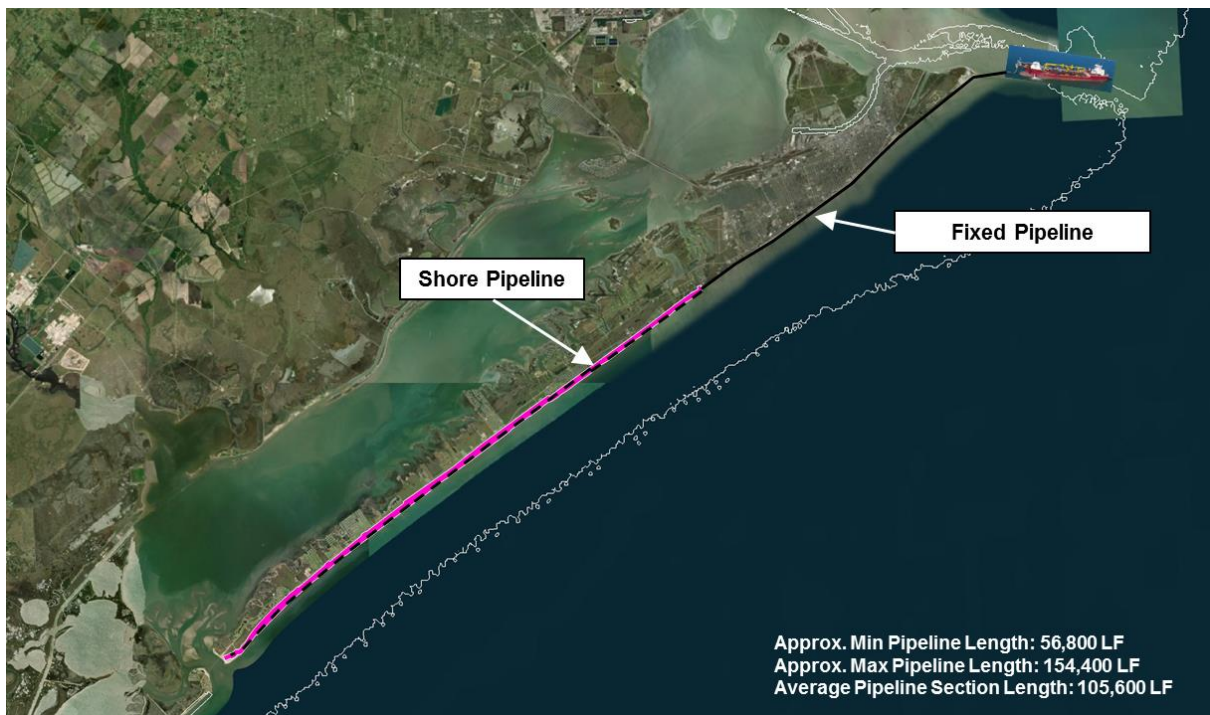 Fixed Pipeline
Shore Pipeline
Approx. Min Pipeline Length: 56,800 LF
Approx. Max Pipeline Length: 154,400 LF
Average Pipeline Section Length: 105,600 LF